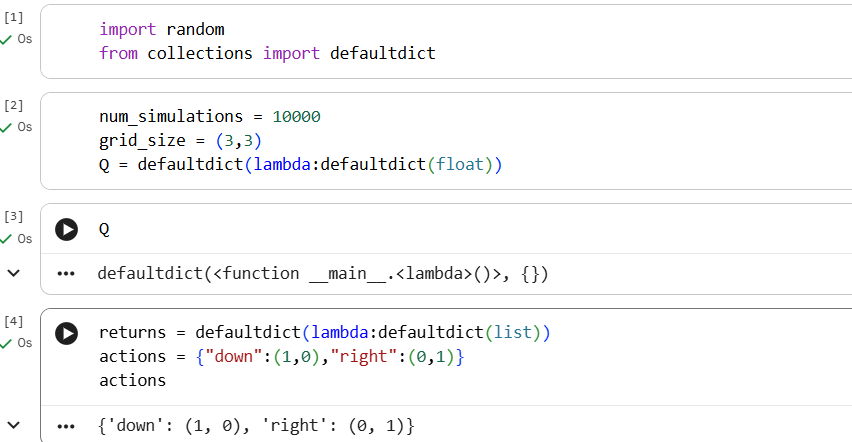 [1]
0s
import random
from collections import defaultdict
[2]
0s
num_simulations = 10000
grid_size = (3,3)
Q = defaultdict(lambda:defaultdict(float))
[3]
0s
Q
defaultdict(<function __main__.<lambda>()>, {})
[4]
0s
returns = defaultdict(lambda:defaultdict(list))
actions = {"down":(1,0),"right":(0,1)}
actions
{'down': (1, 0), 'right': (0, 1)}